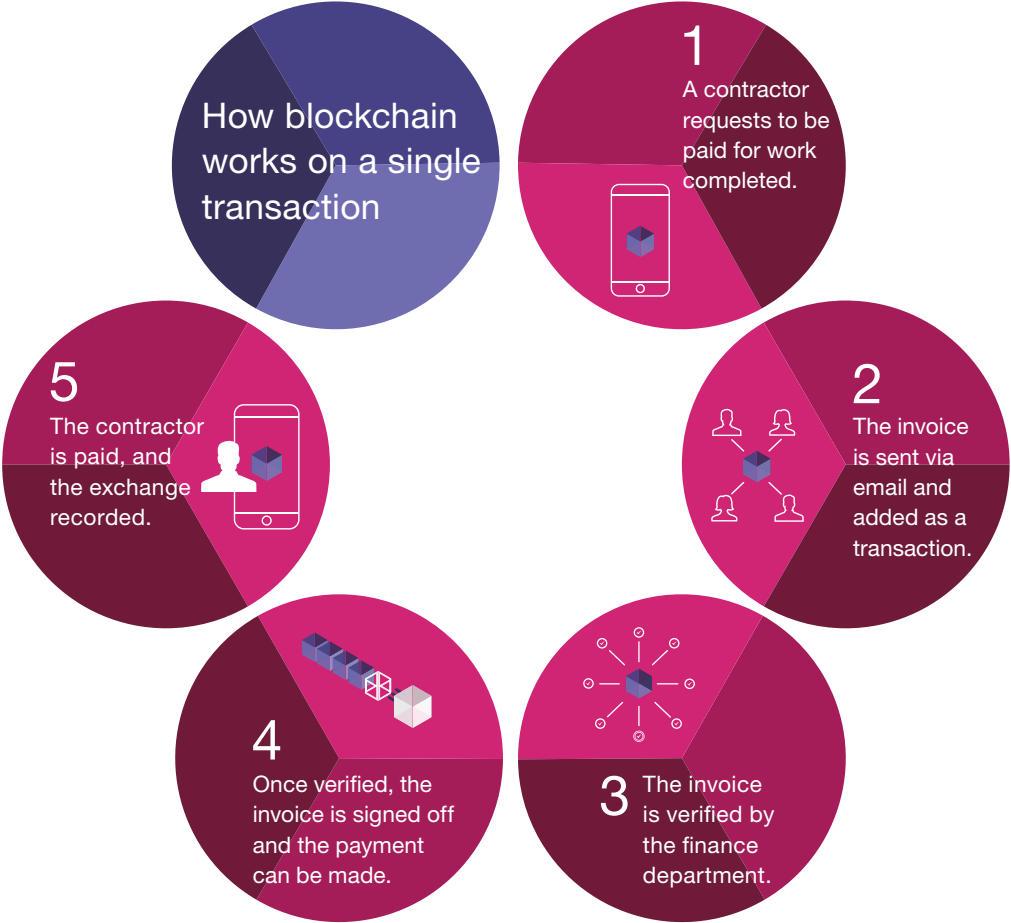 How blockchain
works on a single
transaction
1
A contractor
requests to be
paid for work
completed.
2
The invoice
is sent via
email and
added as a
transaction.
3
The invoice
is verified by
the finance
department.
4
Once verified, the
invoice is signed off
and the payment
can be made.
5
The contractor
is paid, and
the exchange
recorded.